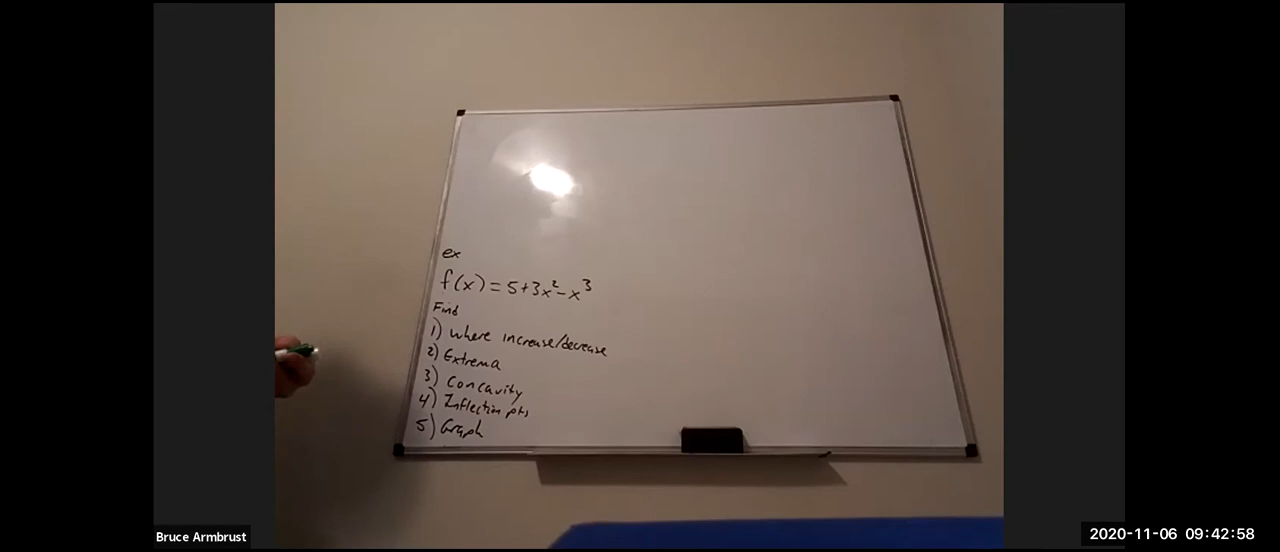 ex
f(x) = 5+3x²-x³
Find
1) where increase/decrease
2) Extrema
3) Concavity
4) Inflection pts
5) Graph
Bruce Armbrust
2020-11-06 09:42:58